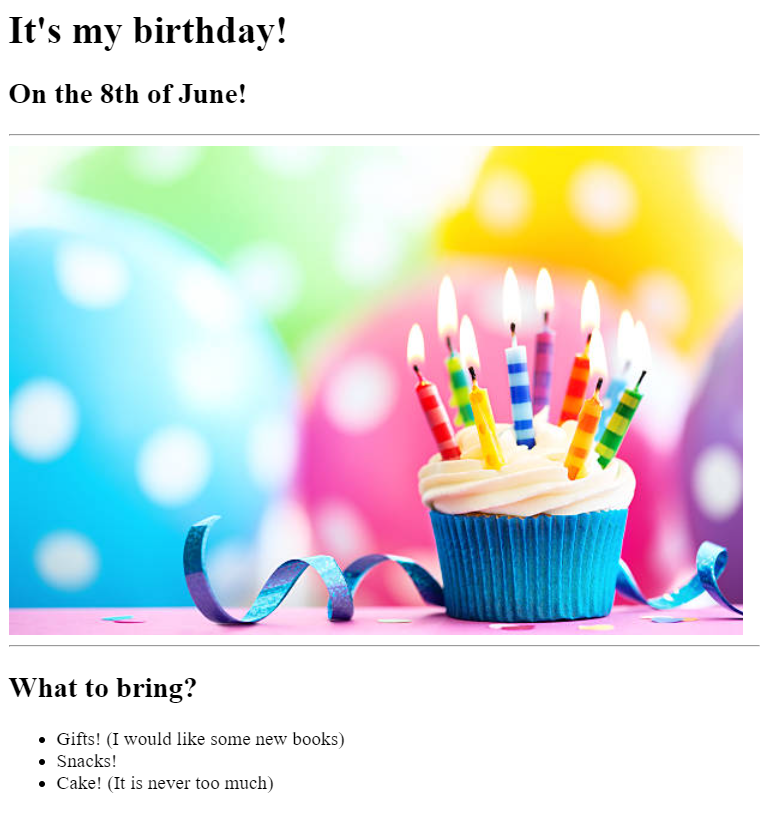 It's my birthday!
On the 8th of June!
What to bring?
Gifts! (I would like some new books)
Snacks!
Cake! (It is never too much)